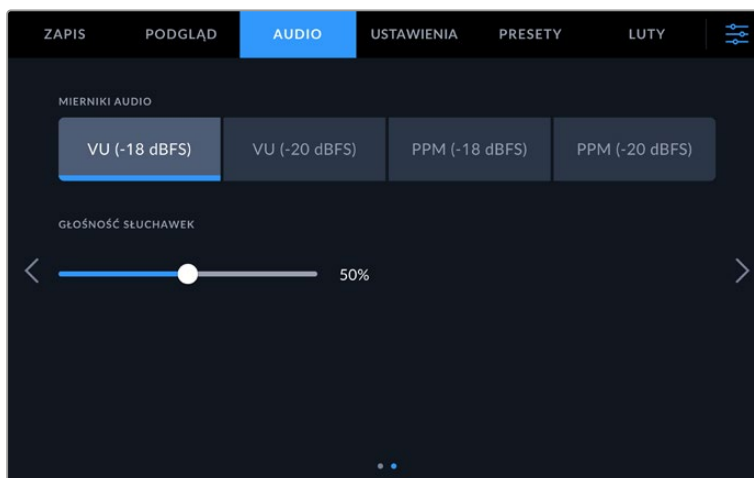 ZAPIS PODGLĄD AUDIO USTAWIENIA PRESETY LUTY
MIERNIKI AUDIO
VU (-18 dBFS) VU (-20 dBFS) PPM (-18 dBFS) PPM (-20 dBFS)
GŁOŚNOŚĆ SŁUCHAWEK
50%